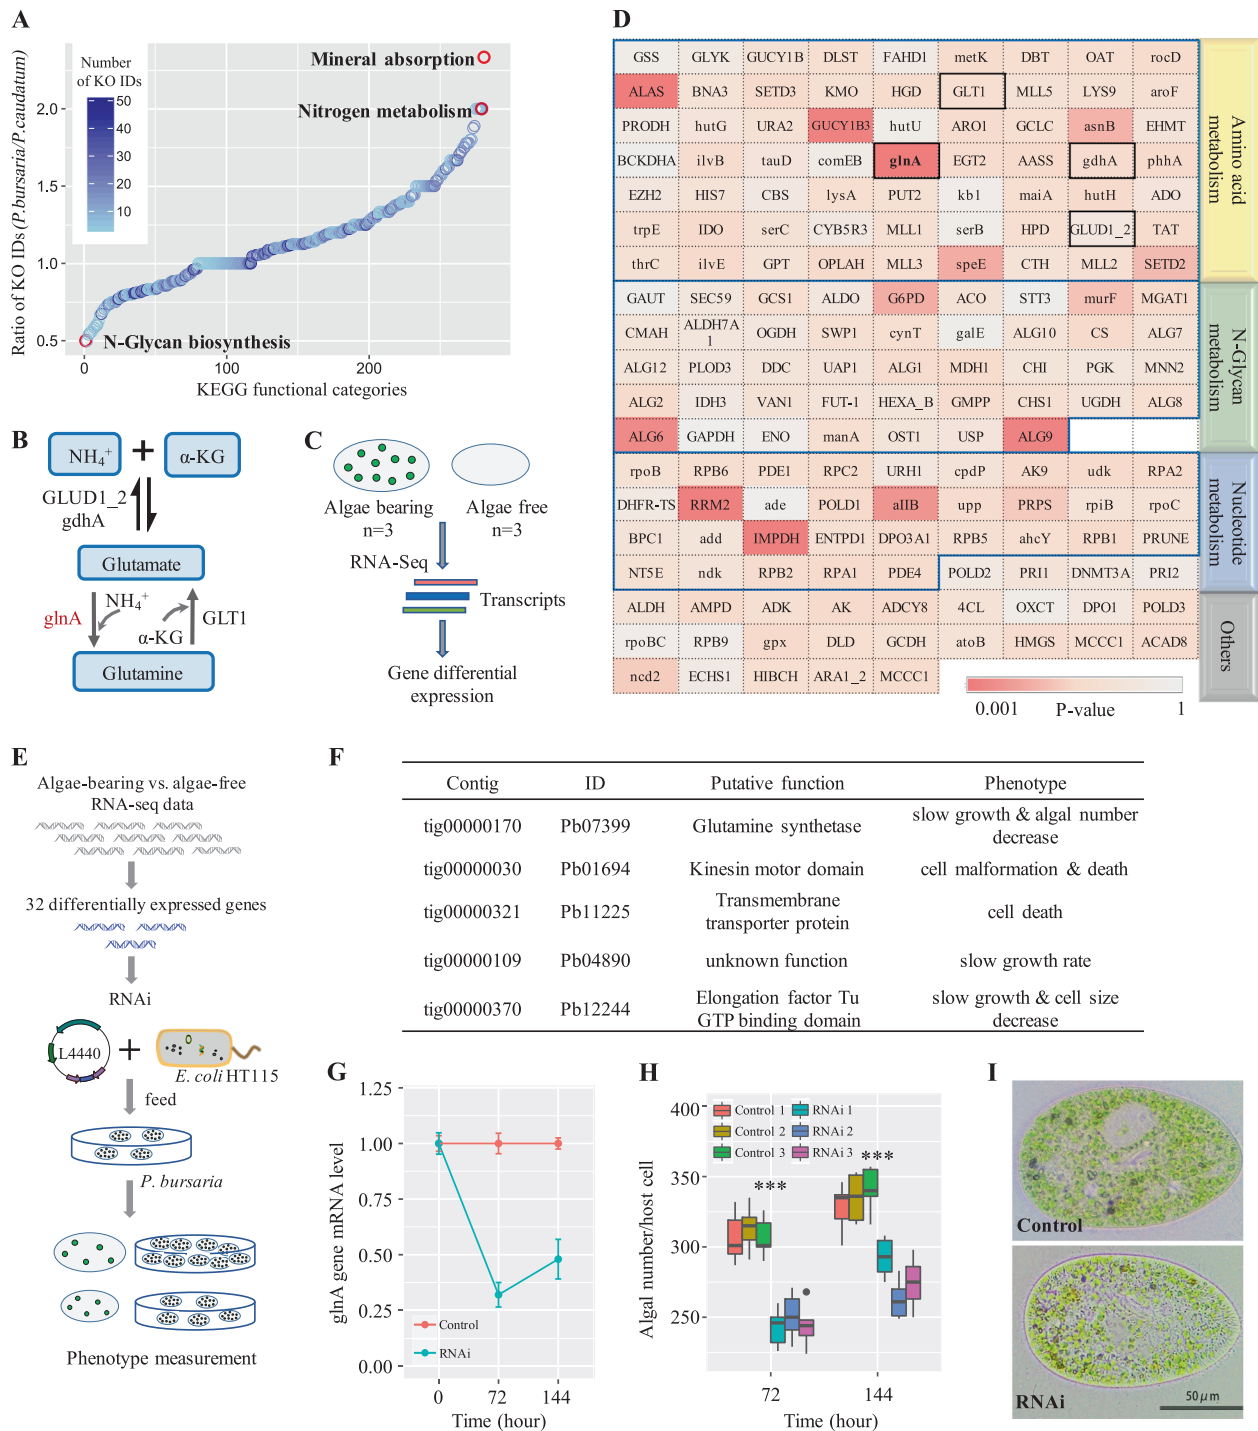 A
Ratio of KO IDs (P.bursaria/P.caudatum)
2.0
1.5
1.0
0.5
Number
of KO IDs
50
40
30
20
10
Mineral absorption
Nitrogen metabolism
N-Glycan biosynthesis
0
100
200
KEGG functional categories
B
NH₄⁺ + α-KG
GLUD1_2
gdhA
Glutamate
glnA
NH₄⁺
α-KG
GLT1
Glutamine
C
Algae bearing
n=3
Algae free
n=3
RNA-Seq
Transcripts
Gene differential
expression
D
GSS GLYK GUCY1B DLST FAHD1 metK DBT OAT rocD
ALAS BNA3 SETD3 KMO HGD GLT1 MLL5 LYS9 aroF
PRODH hutG URA2 GUCY1B3 hutU ARO1 GCLC asnB EHMT
BCKDHA ilvB tauD comEB glnA EGT2 AASS gdhA phhA
EZH2 HIS7 CBS lysA PUT2 kb1 maiA hutH ADO
trpE IDO serC CYB5R3 MLL1 serB HPD GLUD1_2 TAT
thrC ilvE GPT OPLAH MLL3 speE CTH MLL2 SETD2
GAUT SEC59 GCS1 ALDO G6PD ACO STT3 murF MGAT1
CMAH ALDH7A1 OGDH SWP1 cynT galE ALG10 CS ALG7
ALG12 PLOD3 DDC UAP1 ALG1 MDH1 CHI PGK MNN2
ALG2 IDH3 VAN1 FUT-1 HEXA_B GMPP CHS1 UGDH ALG8
ALG6 GAPDH ENO manA OST1 USP ALG9
rpoB RPB6 PDE1 RPC2 URH1 cpdP AK9 udk RPA2
DHFR-TS RRM2 ade POLD1 aIIB upp PRPS rpiB rpoC
BPC1 add IMPDH ENTPD1 DPO3A1 RPB5 ahcY RPB1 PRUNE
NT5E ndk RPB2 RPA1 PDE4 POLD2 PRI1 DNMT3A PRI2
ALDH AMPD ADK AK ADCY8 4CL OXCT DPO1 POLD3
rpoBC RPB9 gpx DLD GCDH atoB HMGS MCCC1 ACAD8
ncd2 ECHS1 HIBCH ARA1_2 MCCC1
Amino acid
metabolism
N-Glycan
metabolism
Nucleotide
metabolism
Others
0.001 P-value 1
E
Algae-bearing vs. algae-free
RNA-seq data
32 differentially expressed genes
RNAi
L4440 +
E. coli HT115
feed
P. bursaria
Phenotype measurement
F
Contig ID Putative function Phenotype
tig00000170 Pb07399 Glutamine synthetase slow growth & algal number decrease
tig00000030 Pb01694 Kinesin motor domain cell malformation & death
tig00000321 Pb11225 Transmembrane transporter protein cell death
tig00000109 Pb04890 unknown function slow growth rate
tig00000370 Pb12244 Elongation factor Tu GTP binding domain slow growth & cell size decrease
G
glnA gene mRNA level
1.25
1.00
0.75
0.50
0.25
0.00
Control
RNAi
0 72 144
Time (hour)
H
Algal number/host cell
400
350
300
250
Control 1 RNAi 1
Control 2 RNAi 2
Control 3 RNAi 3
***
***
72 144
Time (hour)
I
Control
RNAi
50μm